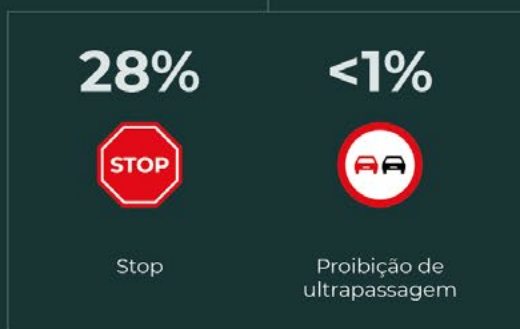 28%
<1%
STOP
Stop
Proibição de
ultrapassagem